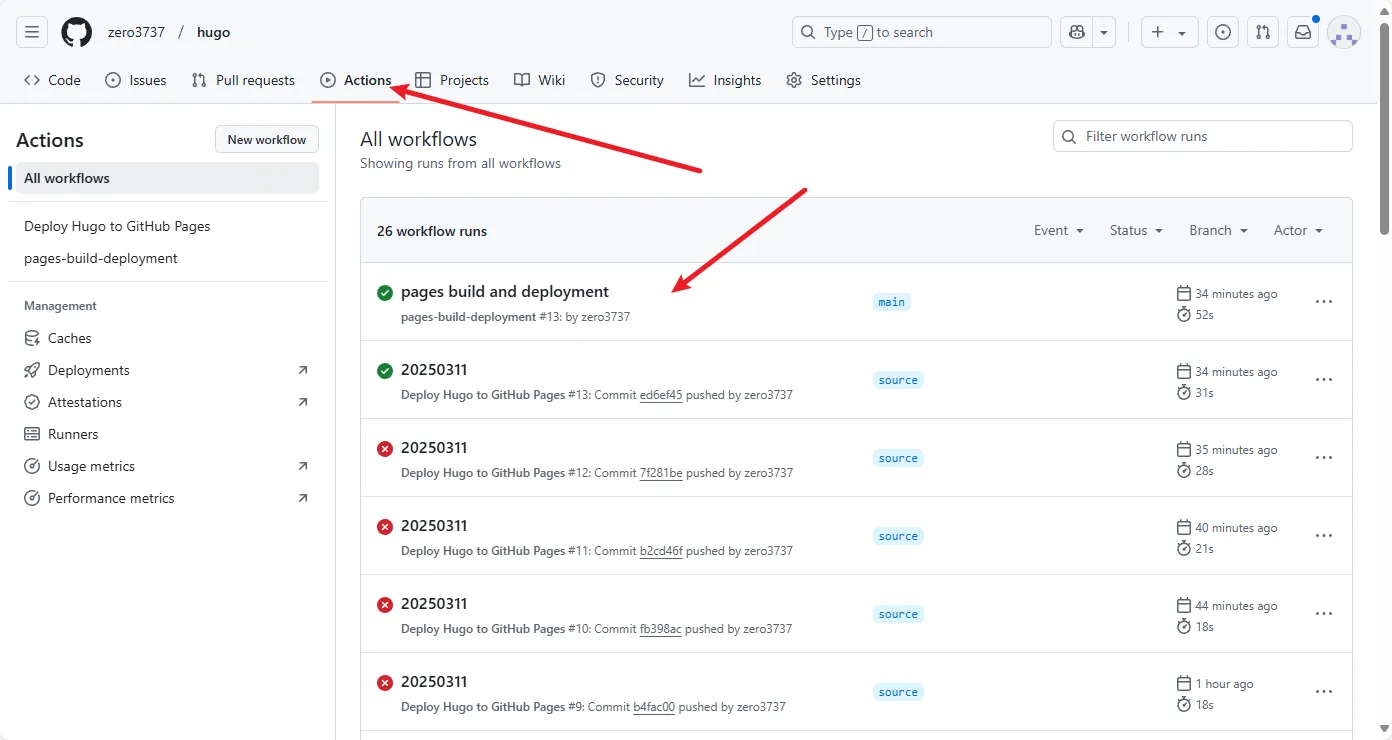 zero3737 / hugo
Type / to search
Code Issues Pull requests Actions Projects Wiki Security Insights Settings
Actions
New workflow
All workflows
Deploy Hugo to GitHub Pages
pages-build-deployment
Management
Caches
Deployments
Attestations
Runners
Usage metrics
Performance metrics
All workflows
Showing runs from all workflows
Filter workflow runs
26 workflow runs
Event Status Branch Actor
pages build and deployment
pages-build-deployment #13: by zero3737
main
34 minutes ago
52s
20250311
Deploy Hugo to GitHub Pages #13: Commit ed6ef45 pushed by zero3737
source
34 minutes ago
31s
20250311
Deploy Hugo to GitHub Pages #12: Commit 7f281be pushed by zero3737
source
35 minutes ago
28s
20250311
Deploy Hugo to GitHub Pages #11: Commit b2cd46f pushed by zero3737
source
40 minutes ago
21s
20250311
Deploy Hugo to GitHub Pages #10: Commit fb398ac pushed by zero3737
source
44 minutes ago
18s
20250311
Deploy Hugo to GitHub Pages #9: Commit b4fac00 pushed by zero3737
source
1 hour ago
18s